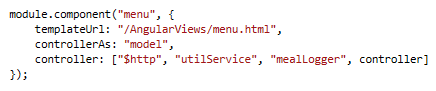 module.component("menu", {
    templateUrl: "/AngularViews/menu.html",
    controllerAs: "model",
    controller: ["$http", "utilService", "mealLogger", controller]
});